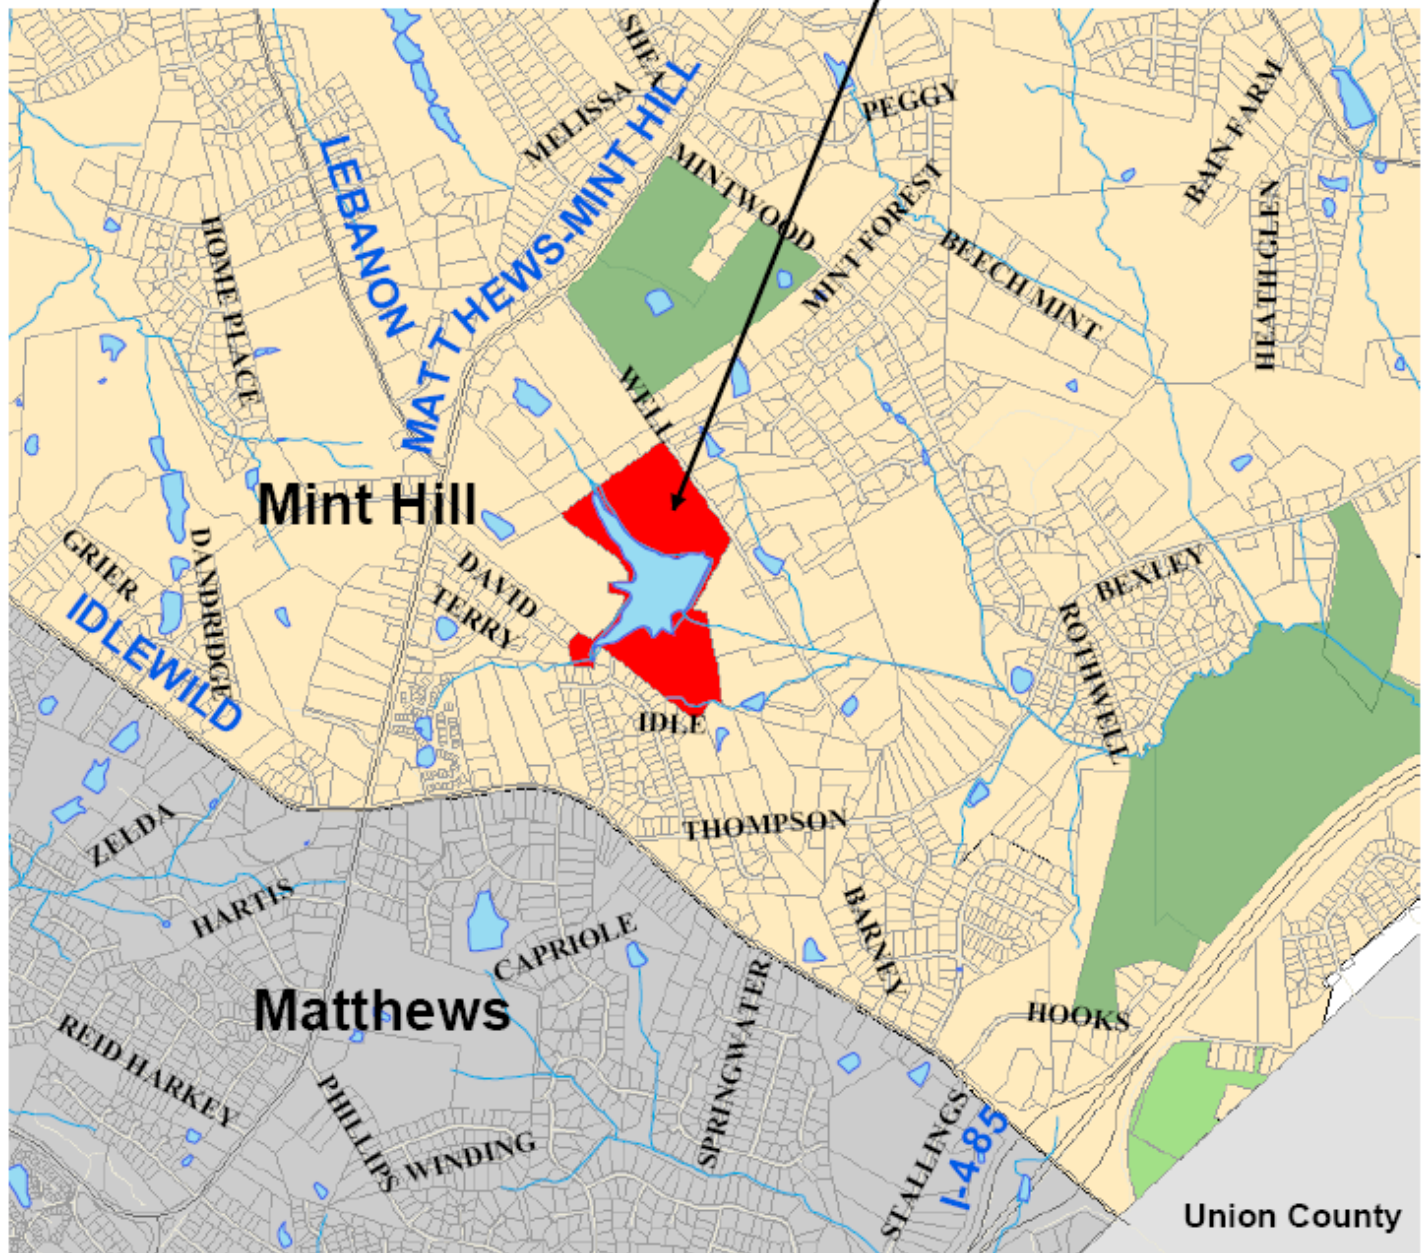 SHEA
MELISSA
PEGGY
BAIN-FARM
LEBANON
MATTHEWS-MINT HILL
MINTWOOD
MINT FOREST
HOME PLACE
BEECH MINT
HEATH GLEN
WELL
Mint Hill
GRIER
DANDRIDGE
DAVID
TERRY
BEXLEY
ROTHWELL
IDLEWILD
IDLE
ZELDA
THOMPSON
HARTIS
CAPRIOLE
BARNEY
SPRINGWATER
Matthews
HOOKS
REID HARKEY
PHILLIPS
WINDING
STALLINGS
I-485
Union County